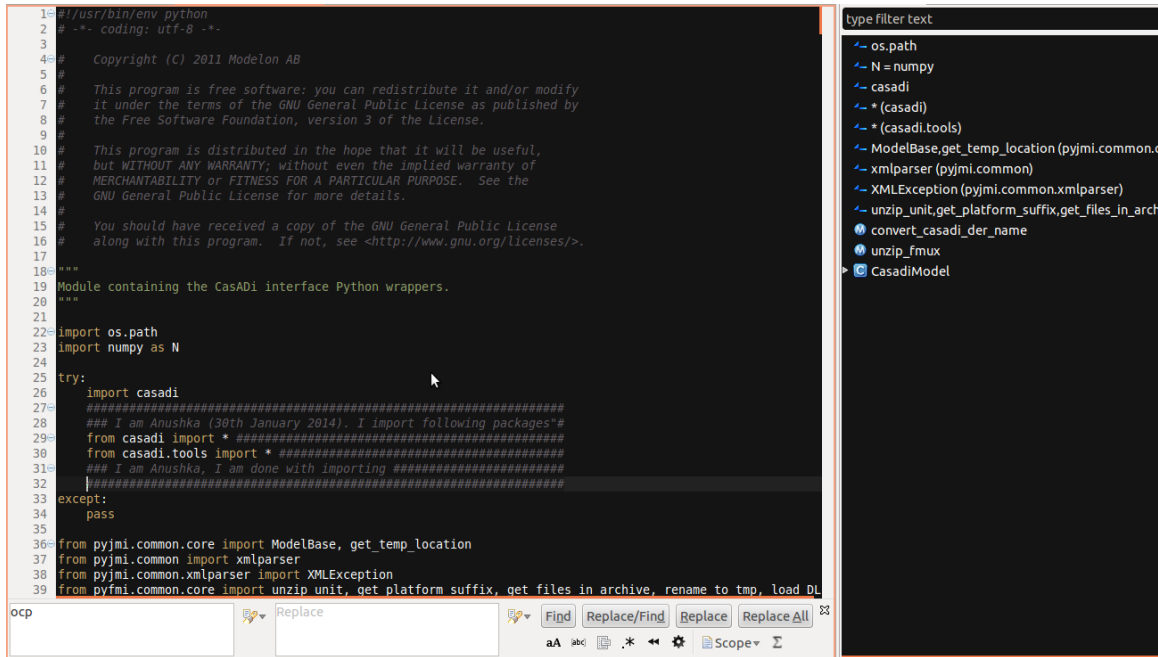 1 #!/usr/bin/env python
2 # -*- coding: utf-8 -*-
3
4 #    Copyright (C) 2011 Modelon AB
5 #
6 #    This program is free software: you can redistribute it and/or modify
7 #    it under the terms of the GNU General Public License as published by
8 #    the Free Software Foundation, version 3 of the License.
9 #
10 #    This program is distributed in the hope that it will be useful,
11 #    but WITHOUT ANY WARRANTY; without even the implied warranty of
12 #    MERCHANTABILITY or FITNESS FOR A PARTICULAR PURPOSE.  See the
13 #    GNU General Public License for more details.
14 #
15 #    You should have received a copy of the GNU General Public License
16 #    along with this program.  If not, see <http://www.gnu.org/licenses/>.
17
18 """
19 Module containing the CasADi interface Python wrappers.
20 """
21
22 import os.path
23 import numpy as N
24
25 try:
26     import casadi
27     ###################################################################
28     ### I am Anushka (30th January 2014). I import following packages"#
29     from casadi import * ##############################################
30     from casadi.tools import * ########################################
31     ### I am Anushka, I am done with importing ########################
32     ###################################################################
33 except:
34     pass
35
36 from pyjmi.common.core import ModelBase, get_temp_location
37 from pyjmi.common import xmlparser
38 from pyjmi.common.xmlparser import XMLException
39 from pyfmi.common.core import unzip_unit, get_platform_suffix, get_files_in_archive, rename_to_tmp, load_DL
ocp
Replace
Find Replace/Find Replace Replace All
aA abc .* Scope Σ
type filter text
os.path
N = numpy
casadi
* (casadi)
* (casadi.tools)
ModelBase,get_temp_location (pyjmi.common.c
xmlparser (pyjmi.common)
XMLException (pyjmi.common.xmlparser)
unzip_unit,get_platform_suffix,get_files_in_arch
M convert_casadi_der_name
M unzip_fmux
C CasadiModel